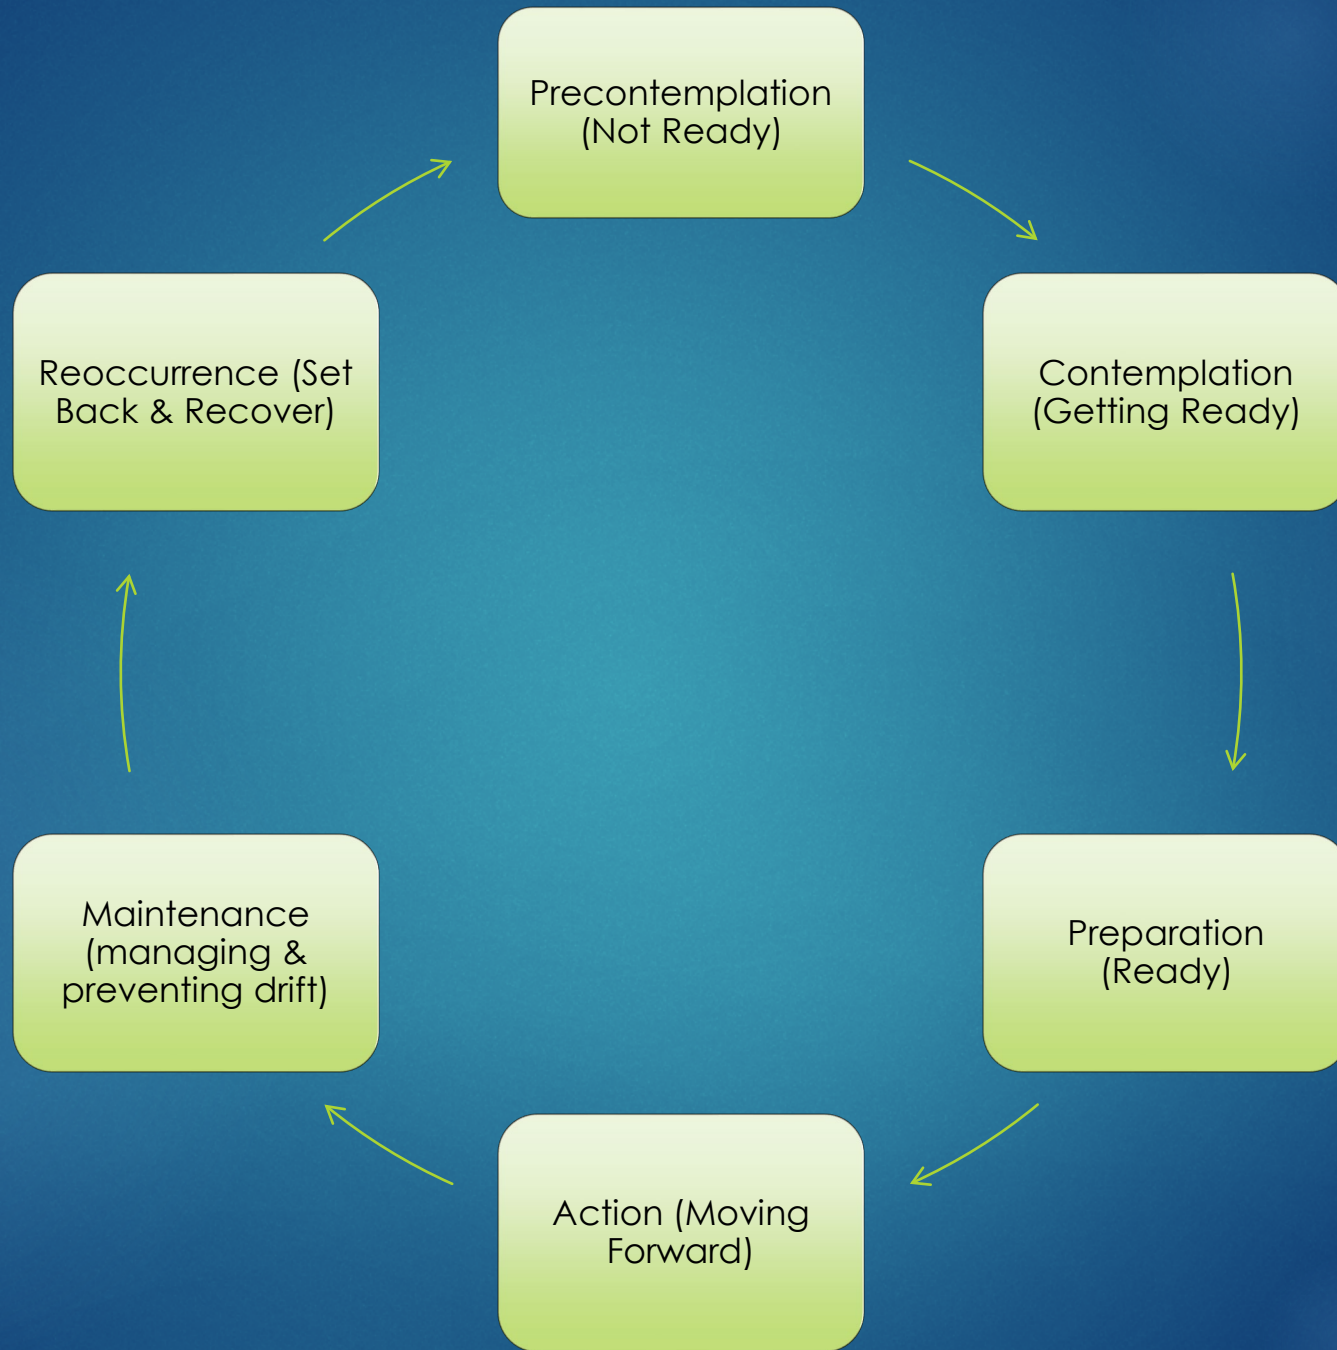 Precontemplation
(Not Ready)
Contemplation
(Getting Ready)
Preparation
(Ready)
Action (Moving
Forward)
Maintenance
(managing &
preventing drift)
Reoccurrence (Set
Back & Recover)